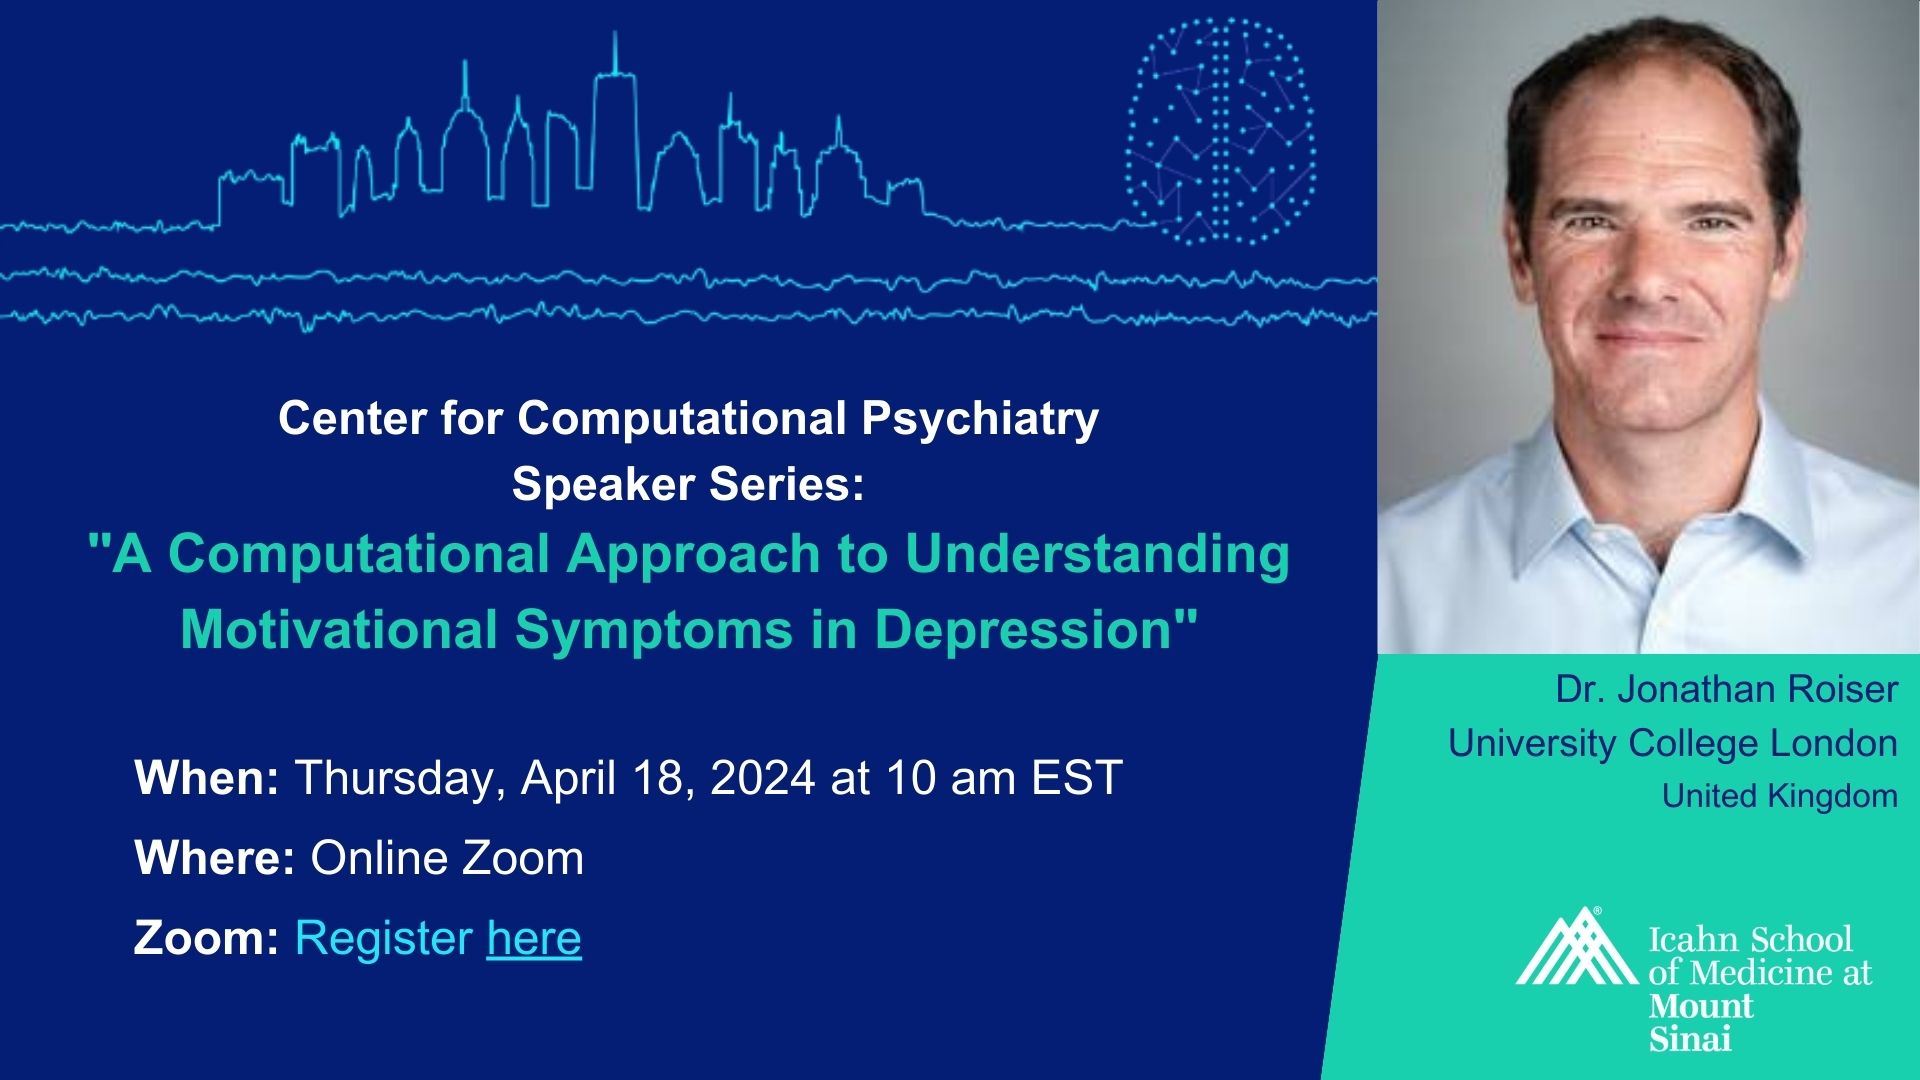 Center for Computational Psychiatry
Speaker Series:
"A Computational Approach to Understanding
Motivational Symptoms in Depression"
When: Thursday, April 18, 2024 at 10 am EST
Where: Online Zoom
Zoom: Register here
Dr. Jonathan Roiser
University College London
United Kingdom
®
Icahn School
of Medicine at
Mount
Sinai